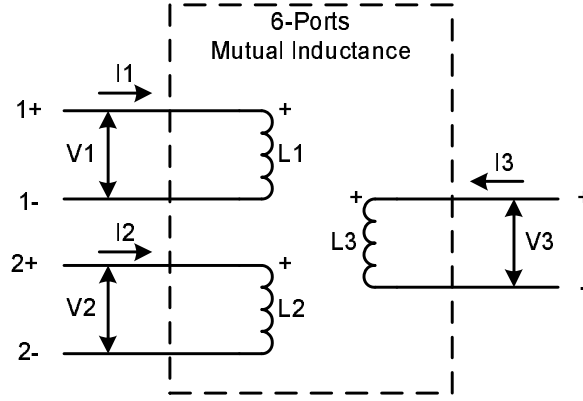 6-Ports
Mutual Inductance
I1
1+
+
V1
L1
1-
I2
2+
+
V2
L2
2-
I3
+
L3
V3
-